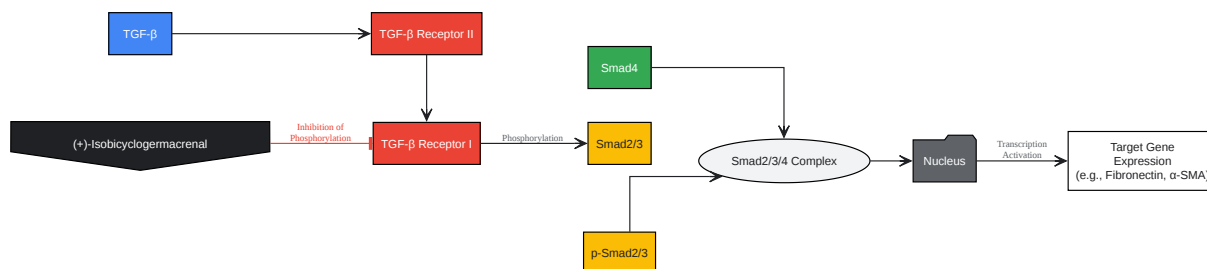 TGF-β
TGF-β Receptor II
Smad4
(+)-Isobicyclogermacrenal
Inhibition of
Phosphorylation
TGF-β Receptor I
Phosphorylation
Smad2/3
Smad2/3/4 Complex
Nucleus
Transcription
Activation
Target Gene
Expression
(e.g., Fibronectin, α-SMA)
p-Smad2/3